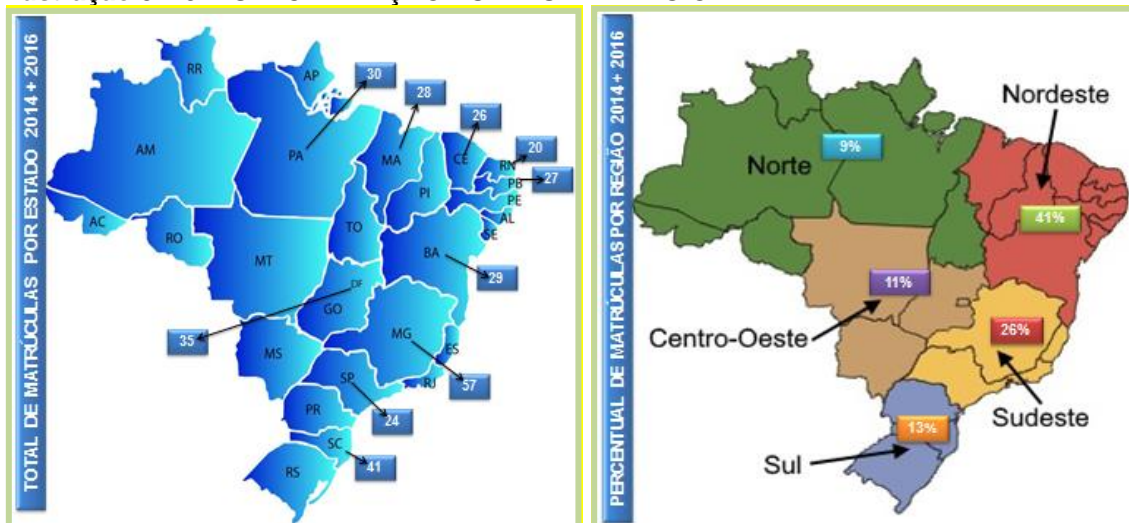 TOTAL DE MATRÚCULAS POR ESTADO 2014 + 2016
RR
AP
30
28
26
AM
PA
MA
CE
RN
20
PB
27
PI
PE
AC
TO
AL
RO
SE
MT
BA
DF
29
GO
35
MG
ES
MS
SP
RJ
57
PR
24
SC
41
RS
PERCENTUAL DE MATRÚCULAS POR REGIÃO 2014 + 2016
Nordeste
9%
Norte
41%
11%
Centro-Oeste
26%
Sudeste
13%
Sul